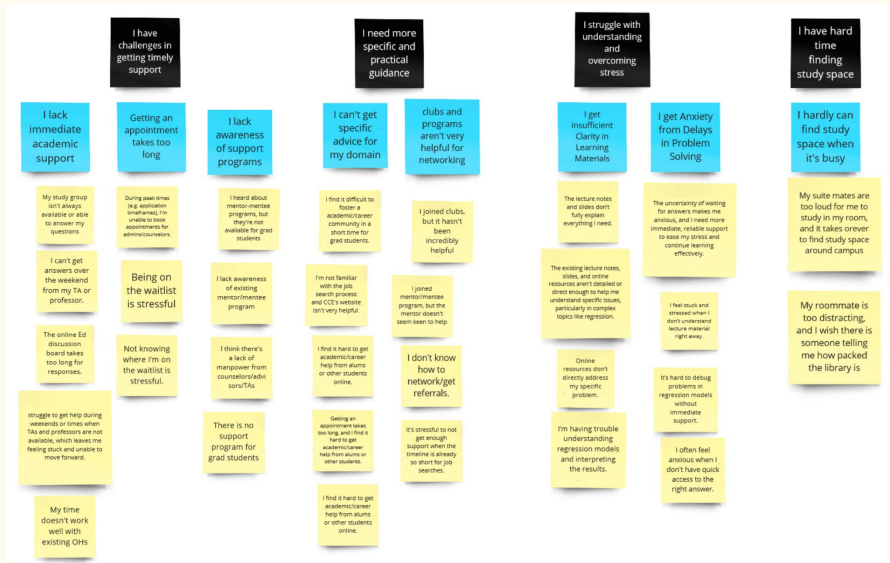 I have
challenges in
getting timely
support
I need more
specific and
practical
guidance
I struggle with
understanding
and
overcoming
stress
I have hard
time
finding
study space
I lack
immediate
academic
support
Getting an
appointment
takes too
long
I lack
awareness
of support
programs
I can't get
specific
advice for
my domain
clubs and
programs
aren't very
helpful for
networking
I get
insufficient
Clarity in
Learning
Materials
I get Anxiety
from Delays
in Problem
Solving
I hardly can
find study
space when
it's busy
My study group
isn't always
available or able
to answer my
questions
I can't get
answers over
the weekend
from my TA or
professor.
The online Ed
discussion
board takes
too long for
responses.
struggle to get help during
weekends or times when
TAs and professors are not
available, which leaves me
feeling stuck and unable to
move forward.
My time
doesn't work
well with
existing OHs
During peak times
(e.g. application
timeframes), I'm
unable to book
appointments for
admins/counselors.
Being on
the waitlist
is stressful
Not knowing
where I'm on
the waitlist is
stressful.
I heard about
mentor-mentee
programs, but
they're not available
for grad students
I lack awareness
of existing
mentor/mentee
program
I think there's
a lack of
manpower from
counselors/advi
sors/TAs
There is no
support
program for
grad students
I find it difficult to
foster a
academic/career
community in a
short time for
grad students.
I'm not familiar
with the job
search process
and CCE's website
isn't very helpful.
I find it hard to get
academic/career
help from alums
or other students
online.
Getting an
appointment takes
too long, and I find it
hard to get
academic/career
help from alums or
other students.
I find it hard to get
academic/career
help from alums
or other students
online.
I joined clubs,
but it hasn't
been
incredibly
helpful
I joined
mentor/mentee
program, but the
mentor doesn't
seem keen to help
I don't know
how to
network/get
referrals.
It's stressful to not
get enough
support when the
timeline is already
so short for job
searches.
The lecture notes
and slides don't
fully explain
everything I need.
The existing lecture notes,
slides, and online
resources aren't detailed or
direct enough to help me
understand specific issues,
particularly in complex
topics like regression.
Online
resources don't
directly address
my specific
problem.
I'm having trouble
understanding
regression models
and interpreting
the results.
The uncertainty of waiting
for answers makes me
anxious, and I need more
immediate, reliable support
to ease my stress and
continue learning
effectively.
I feel stuck and
stressed when I
don't understand
lecture material
right away.
It's hard to debug
problems in
regression models
without
immediate
support.
I often feel
anxious when I
don't have quick
access to the
right answer.
My suite mates are
too loud for me to
study in my room,
and it takes orever
to find study space
around campus
My roommate is
too distracting,
and I wish there is
someone telling
me how packed
the library is